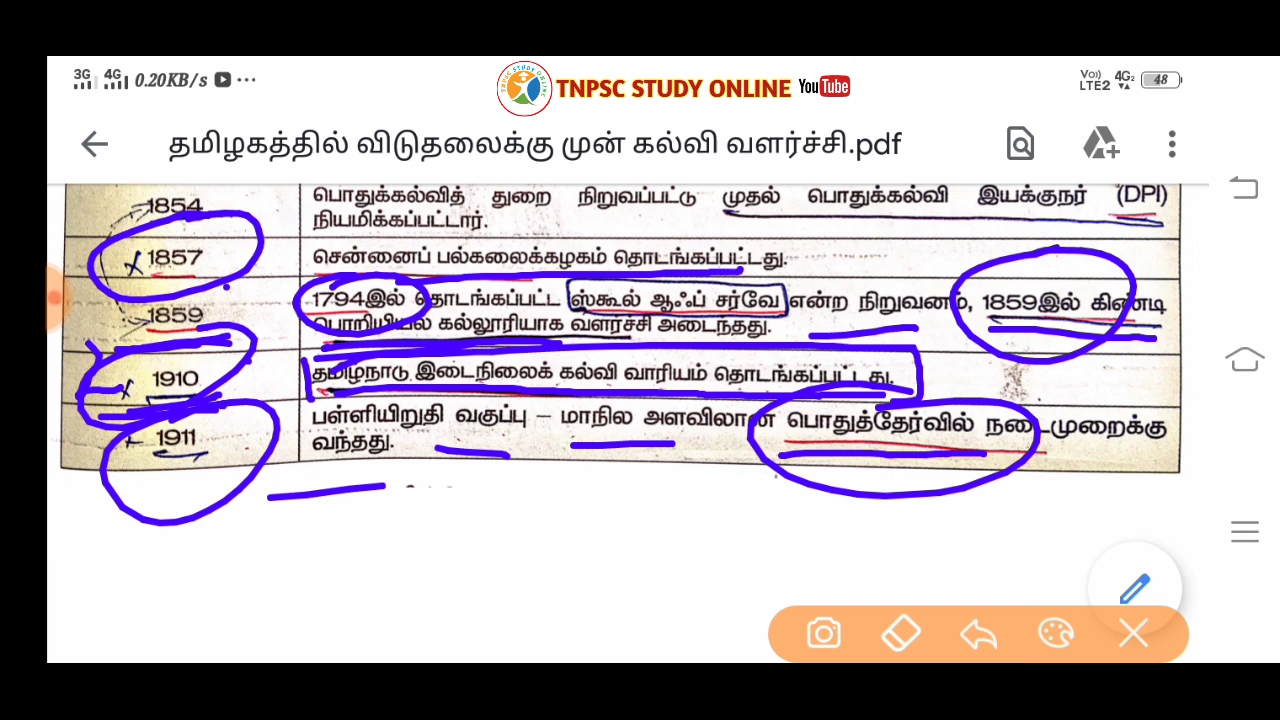 3G 4G 0.20KB/s
TNPSC STUDY ONLINE YouTube
Vo) LTE2 4G2 48
தமிழகத்தில் விடுதலைக்கு முன் கல்வி வளர்ச்சி.pdf
1854 பொதுக்கல்வித் துறை நிறுவப்பட்டு முதல் பொதுக்கல்வி இயக்குநர் (DPI)
நியமிக்கப்பட்டார்.
1857 சென்னைப் பல்கலைக்கழகம் தொடங்கப்பட்டது.
1859 1794இல் தொடங்கப்பட்ட ஸ்கூல் ஆஃப் சர்வே என்ற நிறுவனம், 1859இல் கிண்டி
பொறியியல் கல்லூரியாக வளர்ச்சி அடைந்தது.
1910 தமிழ்நாடு இடைநிலைக் கல்வி வாரியம் தொடங்கப்பட்டது.
1911 பள்ளியிறுதி வகுப்பு – மாநில அளவிலான பொதுத்தேர்வில் நடைமுறைக்கு
வந்தது.